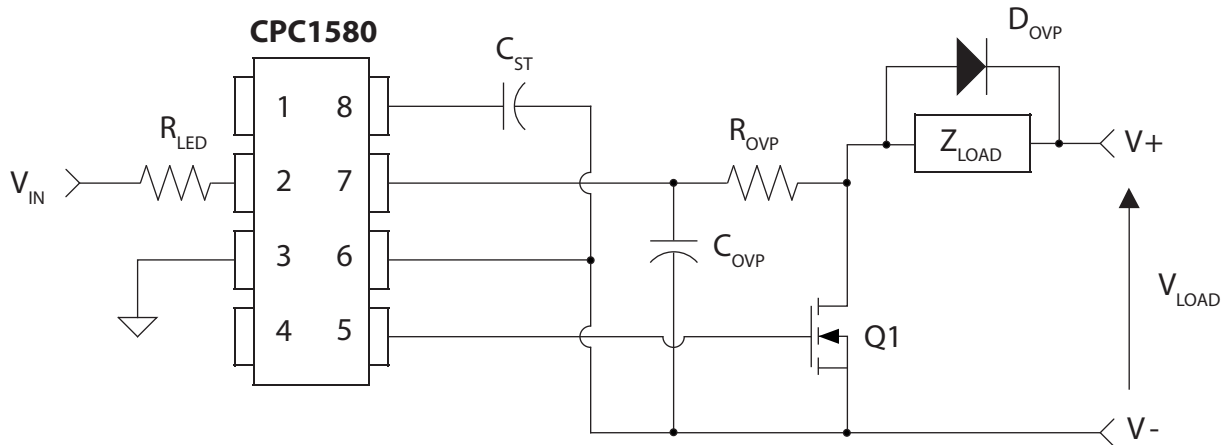 CPC1580
D_OVP
C_ST
1 8
R_LED
R_OVP
Z_LOAD
V+
V_IN
2 7
3 6
C_OVP
V_LOAD
4 5
Q1
V-